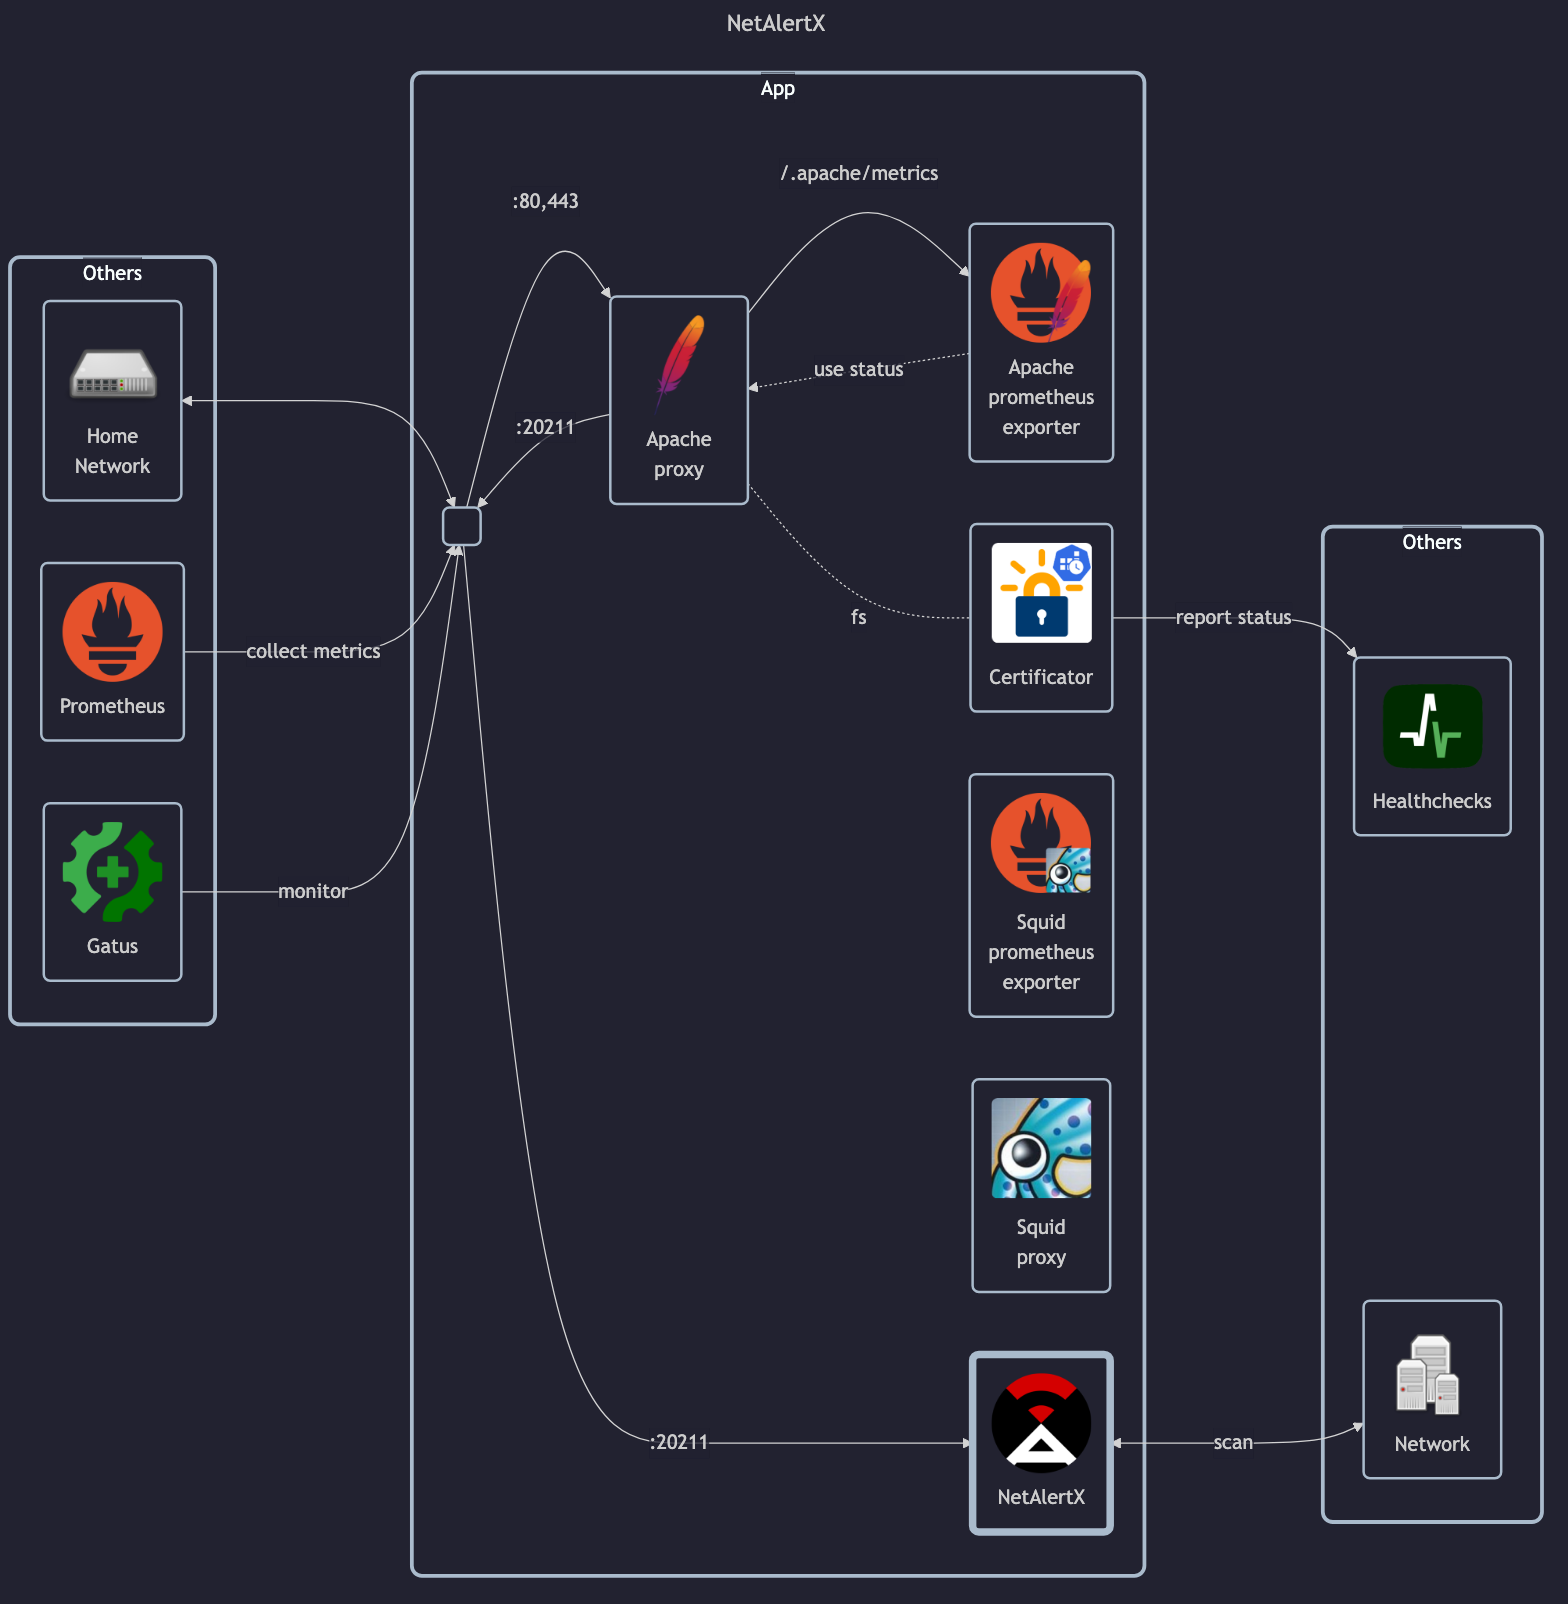 NetAlertX
App
/.apache/metrics
:80,443
Others
Home
Network
Apache
proxy
use status
:20211
Apache
prometheus
exporter
collect metrics
Prometheus
fs
Certificator
report status
Others
Healthchecks
monitor
Gatus
Squid
prometheus
exporter
Squid
proxy
:20211
NetAlertX
scan
Network